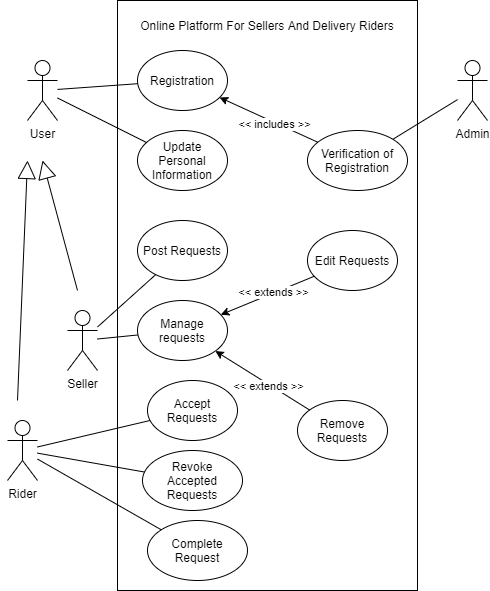 Online Platform For Sellers And Delivery Riders
Registration
<< includes >>
User
Admin
Update
Personal
Information
Verification of
Registration
Post Requests
Edit Requests
<< extends >>
Manage
requests
Seller
<< extends >>
Accept
Requests
Remove
Requests
Revoke
Accepted
Requests
Rider
Complete
Request